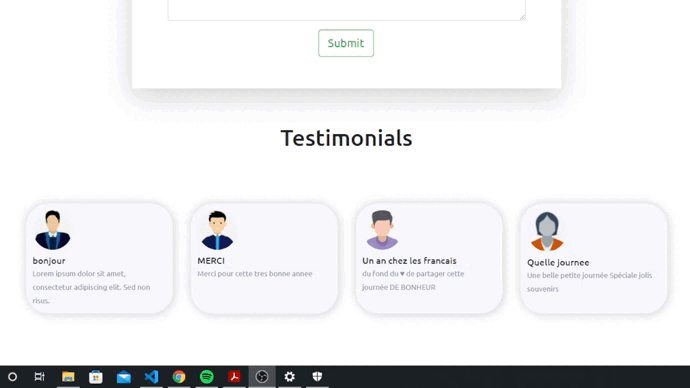 Submit
Testimonials
bonjour
Lorem ipsum dolor sit amet,
consectetur adipiscing elit. Sed non
risus.
MERCI
Merci pour cette tres bonne annee
Un an chez les francais
du fond du ♥ de partager cette
journée DE BONHEUR
Quelle journee
Une belle petite journée Spéciale jolis
souvenirs